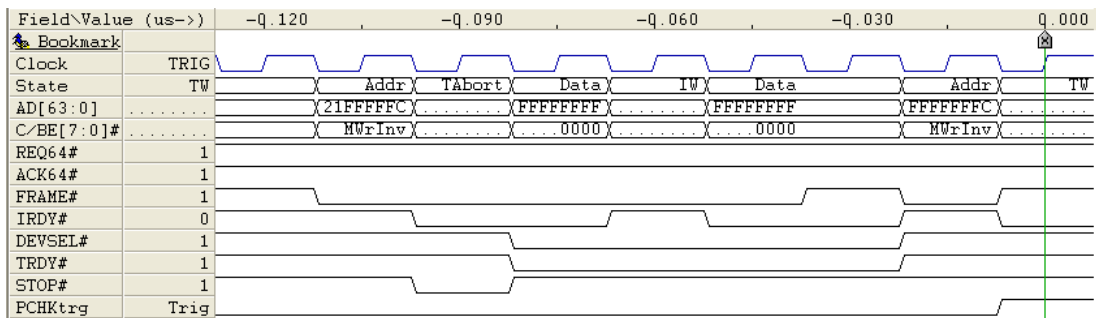 Field\Value (us->) -0.120 -0.090 -0.060 -0.030 0.000
Bookmark
Clock TRIG
State TW Addr TAbort Data IW Data Addr TW
AD[63:0] ........ 21FFFFFC ........ FFFFFFFF ........ FFFFFFFF FFFFFFFC ........
C/BE[7:0]# ........ MWrInv ........ ....0000 ........ ....0000 MWrInv ........
REQ64# 1
ACK64# 1
FRAME# 1
IRDY# 0
DEVSEL# 1
TRDY# 1
STOP# 1
PCHKtrg Trig